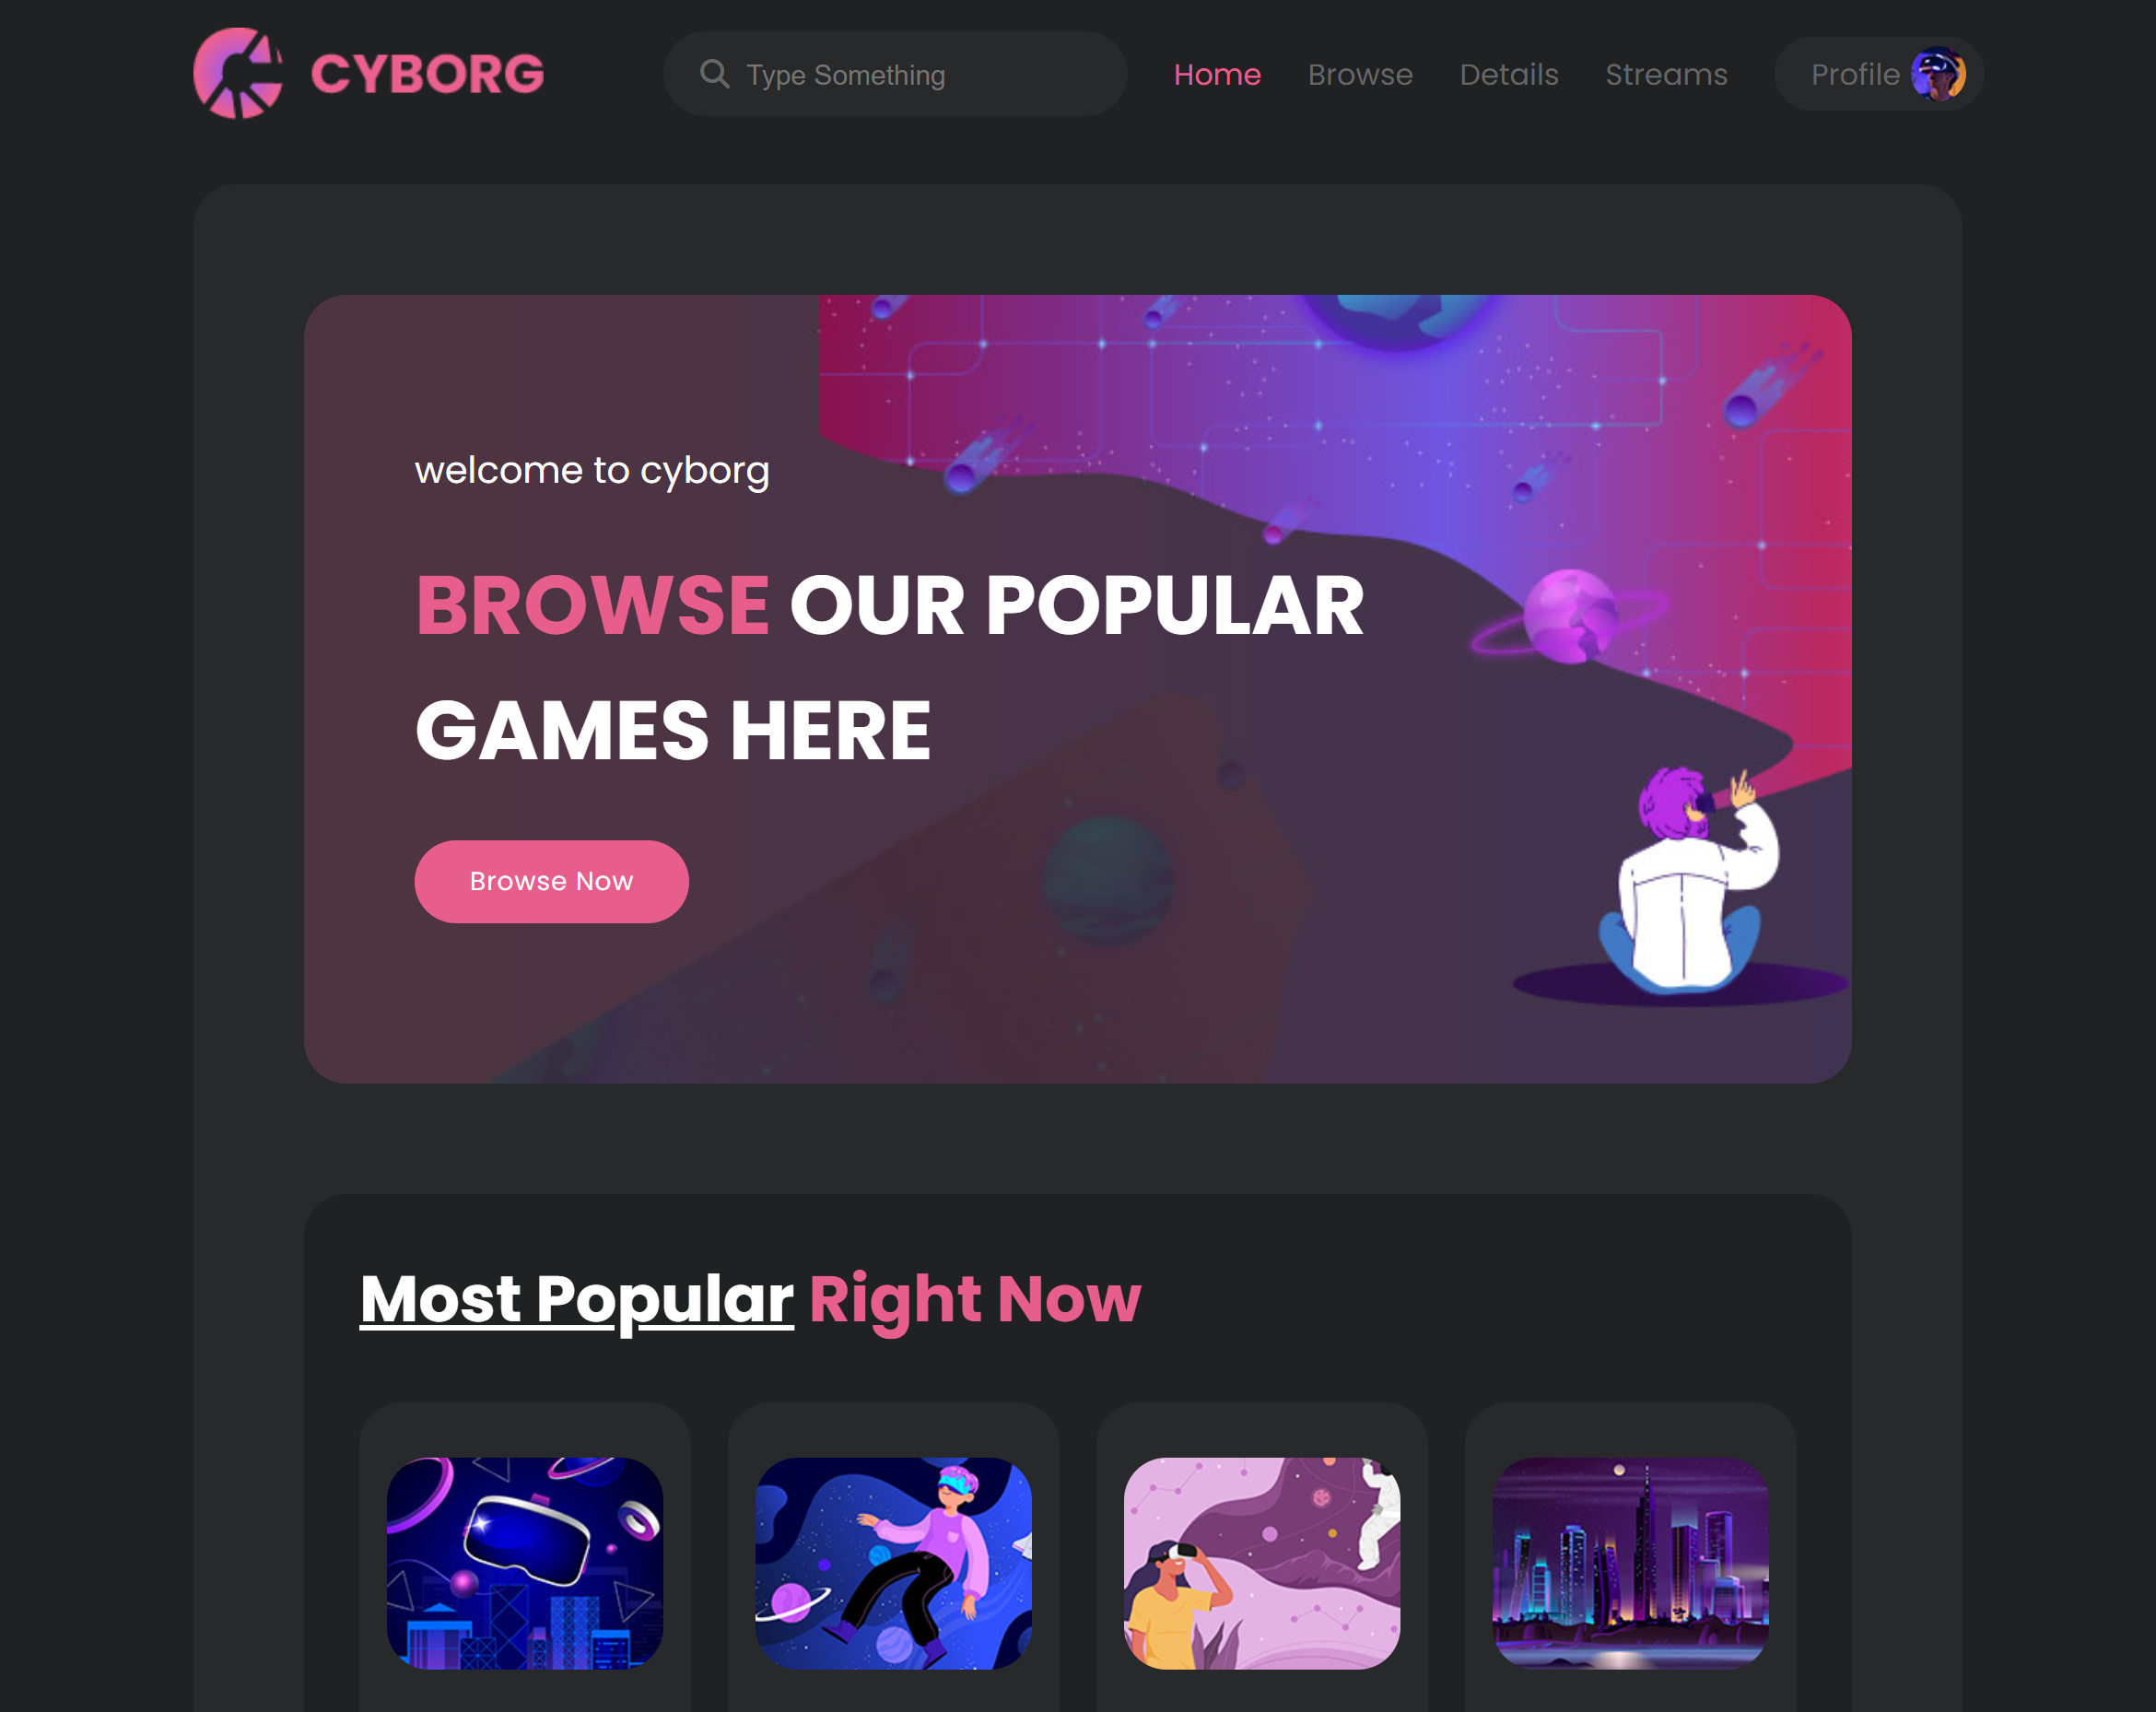 CYBORG
Type Something
Home
Browse
Details
Streams
Profile
welcome to cyborg
BROWSE OUR POPULAR
GAMES HERE
Browse Now
Most Popular Right Now